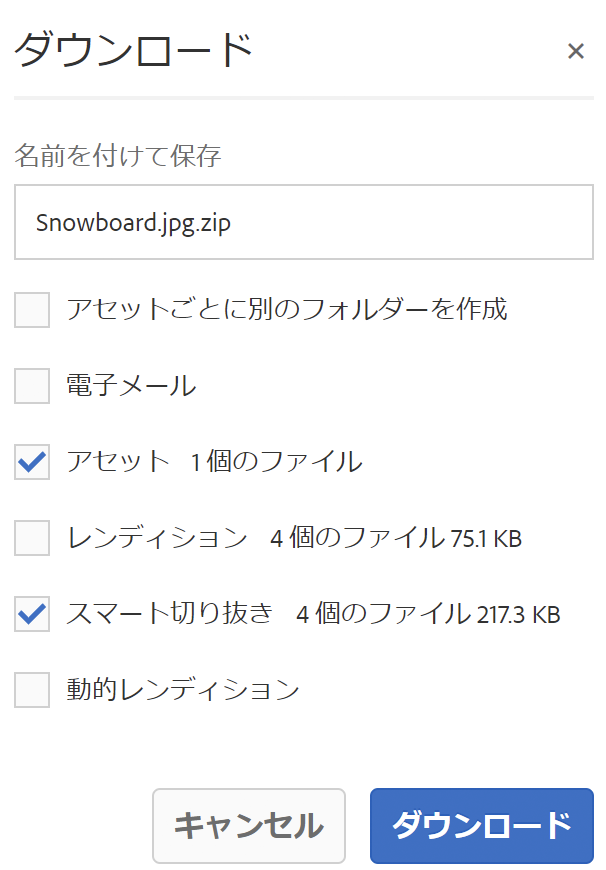 ダウンロード ×
名前を付けて保存
Snowboard.jpg.zip
アセットごとに別のフォルダーを作成
電子メール
アセット 1 個のファイル
レンディション 4 個のファイル 75.1 KB
スマート切り抜き 4 個のファイル 217.3 KB
動的レンディション
キャンセル ダウンロード